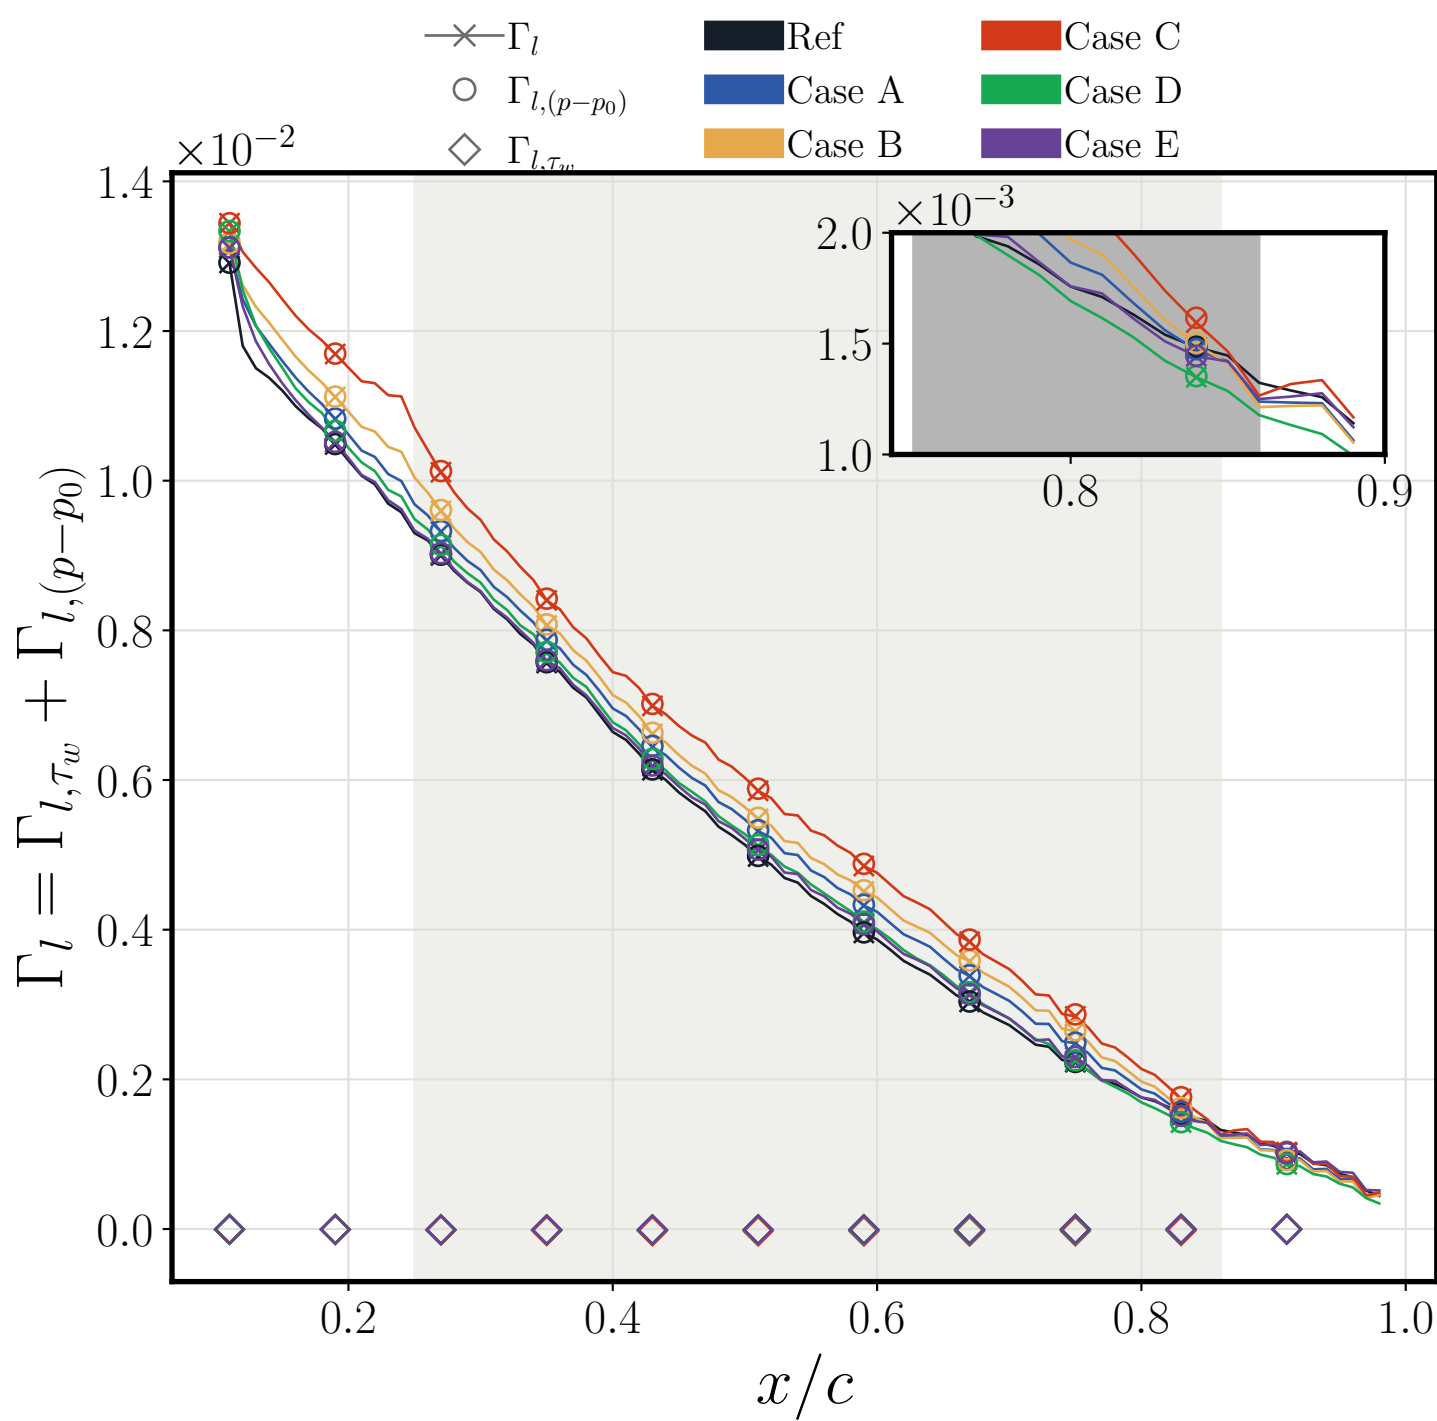 Γ_l
Γ_{l,(p−p_0)}
Γ_{l,τ_w}
Ref
Case A
Case B
Case C
Case D
Case E
×10^{−2}
1.4
1.2
1.0
0.8
0.6
0.4
0.2
0.0
0.2
0.4
0.6
0.8
1.0
x/c
Γ_l = Γ_{l,τ_w} + Γ_{l,(p−p_0)}
×10^{−3}
2.0
1.5
1.0
0.8
0.9